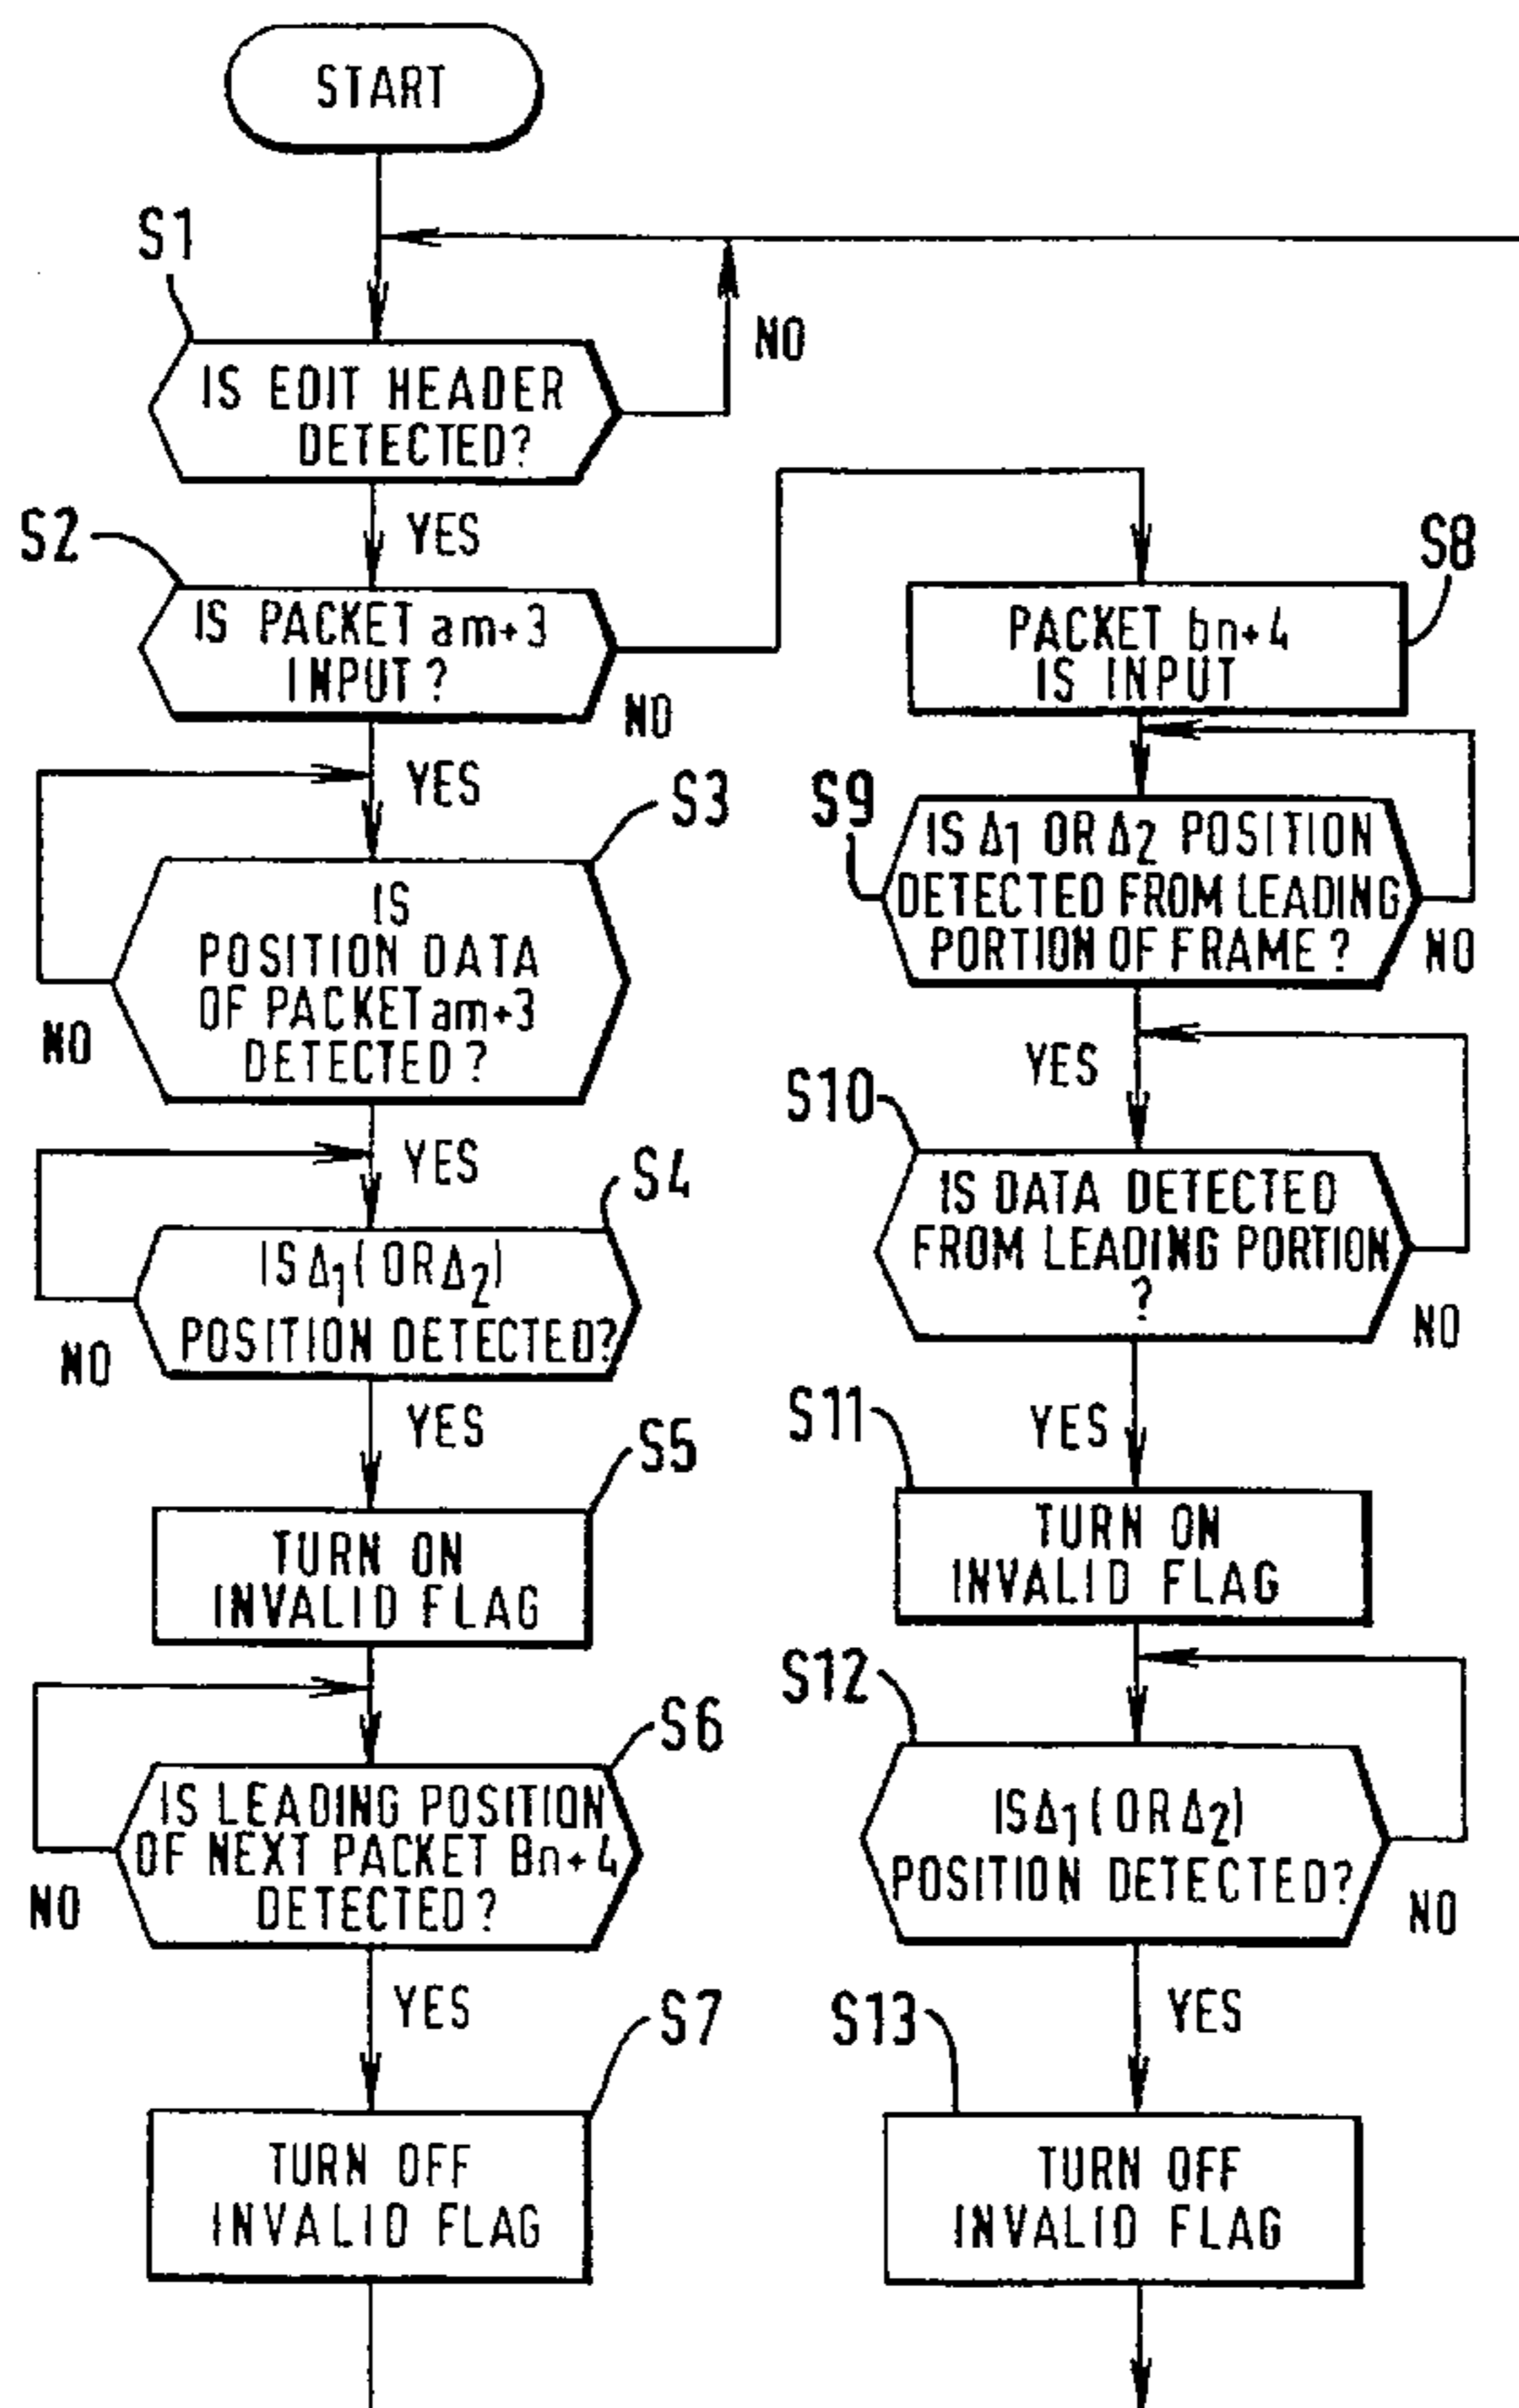 START
S1
IS EDIT HEADER
DETECTED?
NO
YES
S2
IS PACKET am+3
INPUT?
NO
YES
S3
IS
POSITION DATA
OF PACKET am+3
DETECTED?
NO
YES
S4
IS Δ1 (OR Δ2)
POSITION DETECTED?
NO
YES
S5
TURN ON
INVALID FLAG
S6
IS LEADING POSITION
OF NEXT PACKET Bn+4
DETECTED?
NO
YES
S7
TURN OFF
INVALID FLAG
S8
PACKET bn+4
IS INPUT
S9
IS Δ1 OR Δ2 POSITION
DETECTED FROM LEADING
PORTION OF FRAME?
NO
YES
S10
IS DATA DETECTED
FROM LEADING PORTION
?
NO
YES
S11
TURN ON
INVALID FLAG
S12
IS Δ1 (OR Δ2)
POSITION DETECTED?
NO
YES
S13
TURN OFF
INVALID FLAG